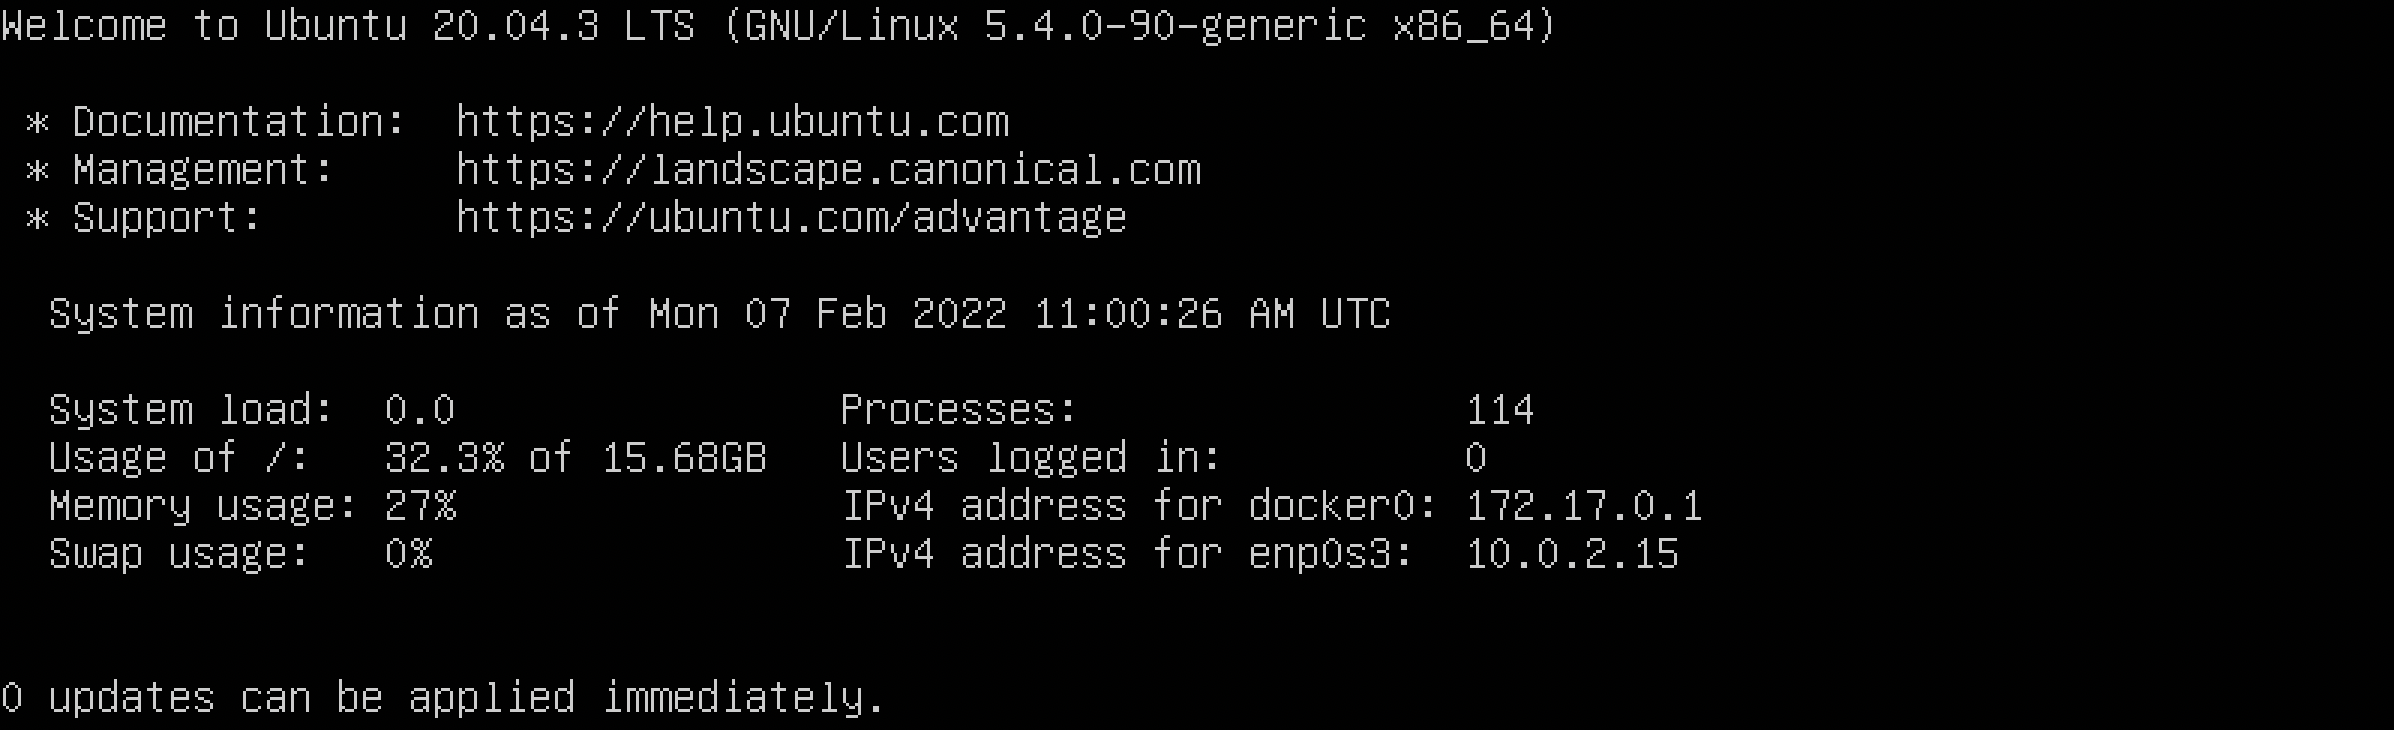 Welcome to Ubuntu 20.04.3 LTS (GNU/Linux 5.4.0-90-generic x86_64)
* Documentation:  https://help.ubuntu.com
* Management:     https://landscape.canonical.com
* Support:        https://ubuntu.com/advantage
System information as of Mon 07 Feb 2022 11:00:26 AM UTC
System load:  0.0                Processes:                114
Usage of /:   32.3% of 15.68GB   Users logged in:          0
Memory usage: 27%                IPv4 address for docker0: 172.17.0.1
Swap usage:   0%                 IPv4 address for enp0s3:  10.0.2.15
0 updates can be applied immediately.